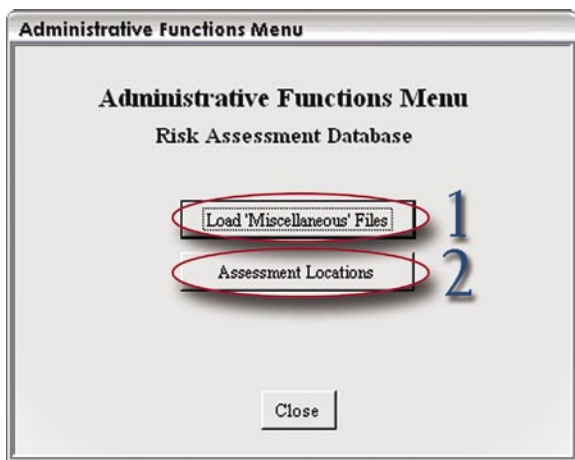 Administrative Functions Menu
Administrative Functions Menu
Risk Assessment Database
Load 'Miscellaneous' Files
1
Assessment Locations
2
Close